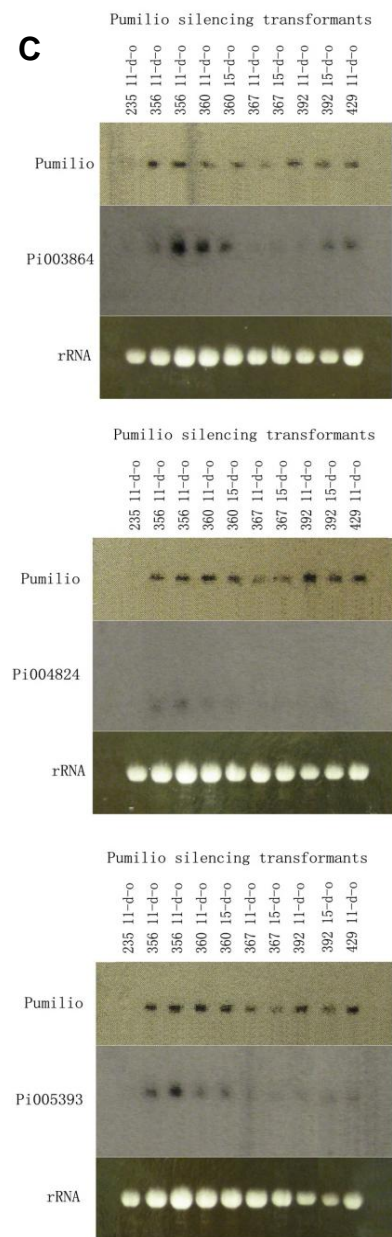 C
Pumilio silencing transformants
235 11-d-o
356 11-d-o
356 11-d-o
360 11-d-o
360 15-d-o
367 11-d-o
367 15-d-o
392 11-d-o
392 15-d-o
429 11-d-o
Pumilio
Pi003864
rRNA
Pumilio silencing transformants
235 11-d-o
356 11-d-o
356 11-d-o
360 11-d-o
360 15-d-o
367 11-d-o
367 15-d-o
392 11-d-o
392 15-d-o
429 11-d-o
Pumilio
Pi004824
rRNA
Pumilio silencing transformants
235 11-d-o
356 11-d-o
356 11-d-o
360 11-d-o
360 15-d-o
367 11-d-o
367 15-d-o
392 11-d-o
392 15-d-o
429 11-d-o
Pumilio
Pi005393
rRNA